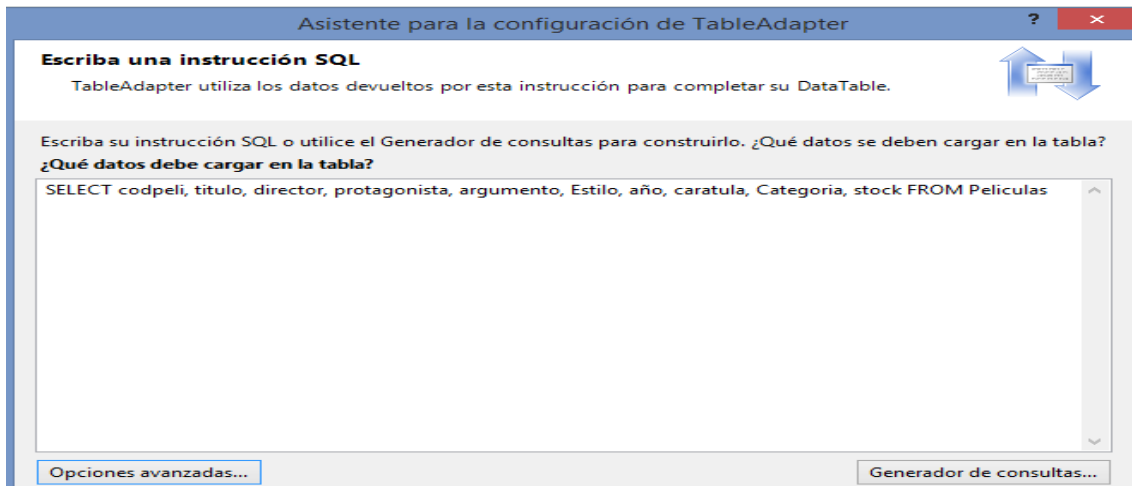 Asistente para la configuración de TableAdapter
? ×
Escriba una instrucción SQL
TableAdapter utiliza los datos devueltos por esta instrucción para completar su DataTable.
Escriba su instrucción SQL o utilice el Generador de consultas para construirlo. ¿Qué datos se deben cargar en la tabla?
¿Qué datos debe cargar en la tabla?
SELECT codpeli, titulo, director, protagonista, argumento, Estilo, año, caratula, Categoria, stock FROM Peliculas
Opciones avanzadas... Generador de consultas...